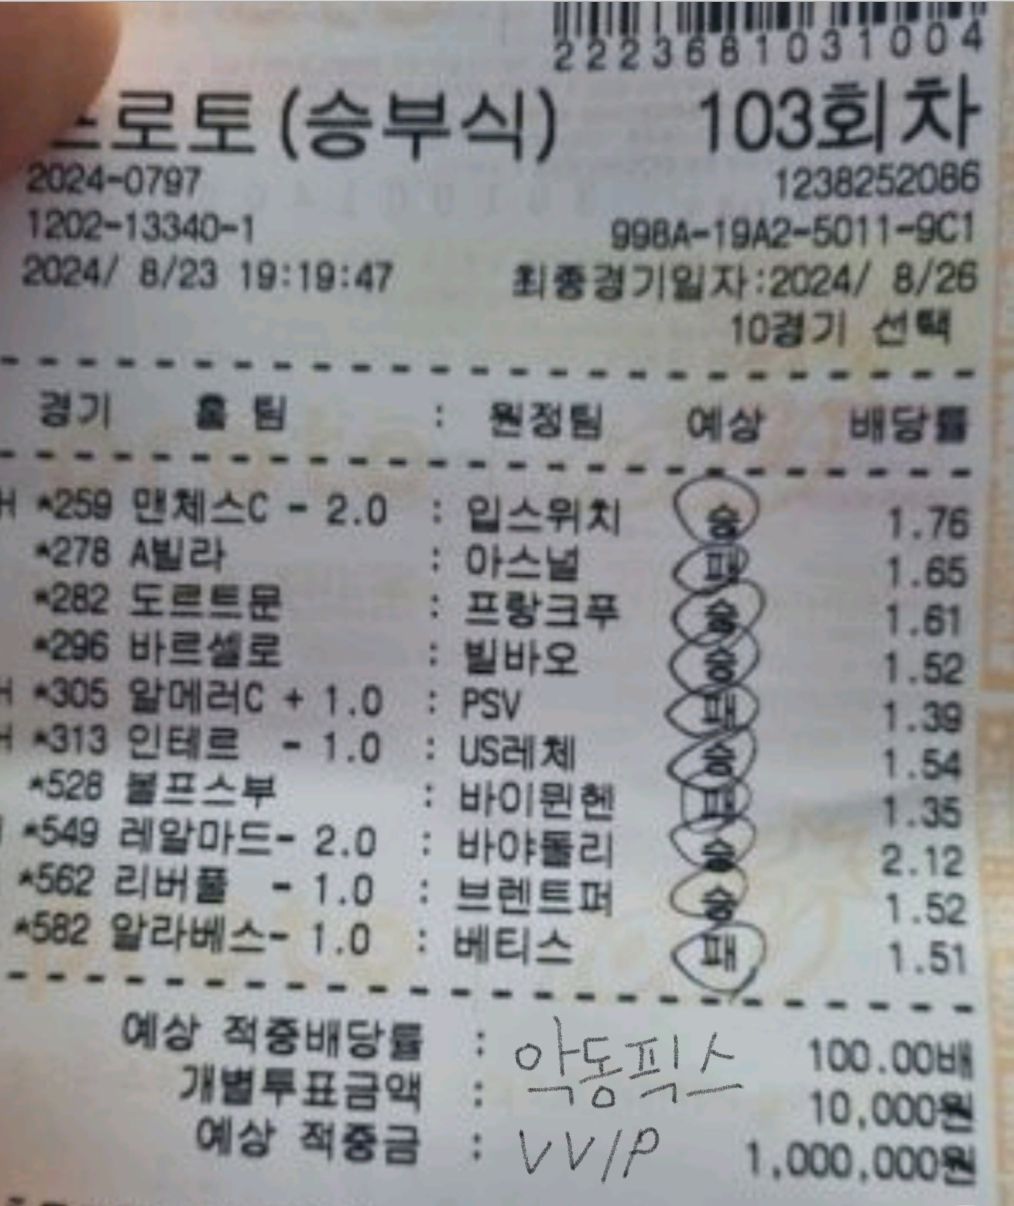 2223681031004
프로토(승부식) 103회차
2024-0797 1238252086
1202-13340-1 998A-19A2-5011-9C1
2024/ 8/23 19:19:47 최종경기일자:2024/ 8/26
10경기 선택
경기 홈 팀 : 원정팀 예상 배당률
H *259 맨체스C - 2.0 : 입스위치 승 1.76
*278 A빌라 : 아스널 패 1.65
*282 도르트문 : 프랑크푸 승 1.61
*296 바르셀로 : 빌바오 승 1.52
H *305 알메러C + 1.0 : PSV 패 1.39
H *313 인테르 - 1.0 : US레체 승 1.54
*528 볼프스부 : 바이뮌헨 패 1.35
*549 레알마드- 2.0 : 바야돌리 승 2.12
*562 리버풀 - 1.0 : 브렌트퍼 승 1.52
*582 알라베스- 1.0 : 베티스 패 1.51
예상 적중배당률 : 악동픽스 100.00배
개별투표금액 : 10,000원
예상 적중금 : VVIP 1,000,000원